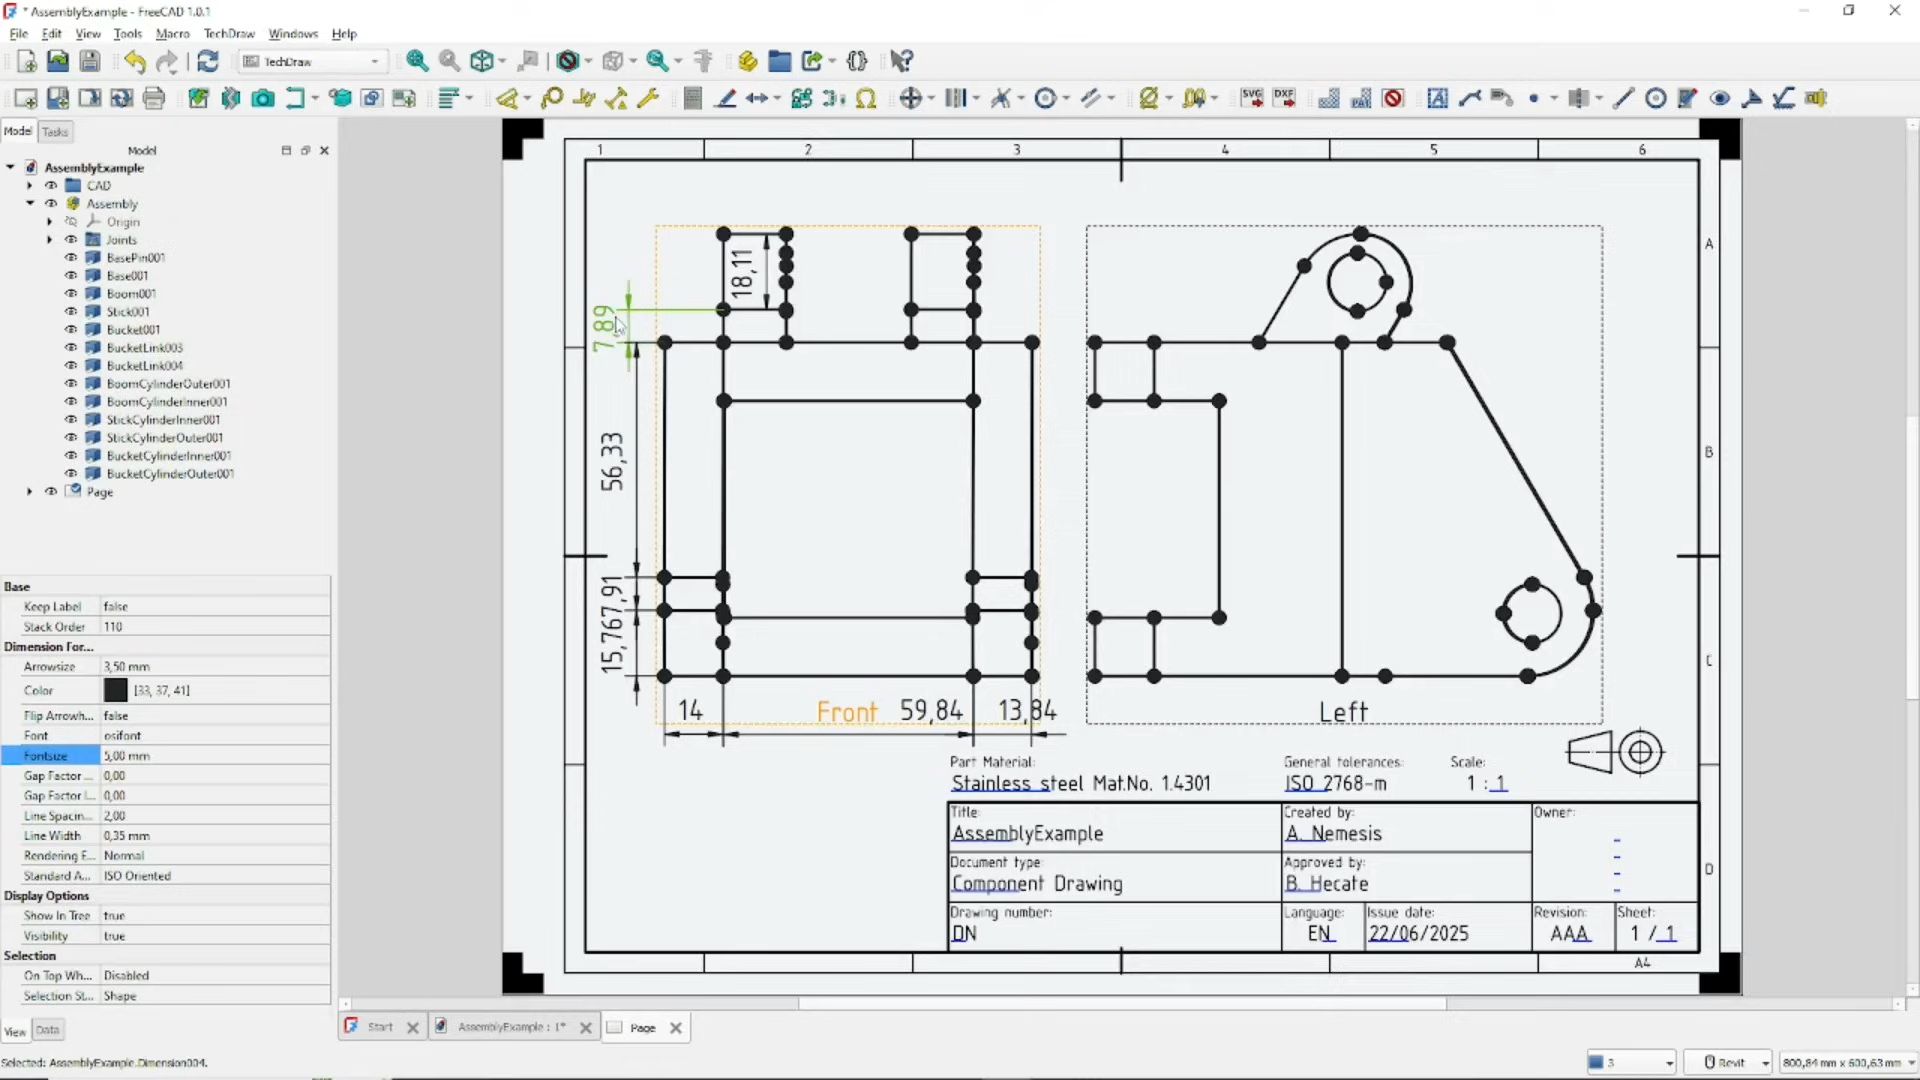 * AssemblyExample - FreeCAD 1.0.1
File Edit View Tools Macro TechDraw Windows Help
TechDraw
SVG DXF
Model Tasks
Model
AssemblyExample
CAD
Assembly
Origin
Joints
BasePin001
Base001
Boom001
Stick001
Bucket001
BucketLink003
BucketLink004
BoomCylinderOuter001
BoomCylinderInner001
StickCylinderInner001
StickCylinderOuter001
BucketCylinderInner001
BucketCylinderOuter001
Page
Base
Keep Label false
Stack Order 110
Dimension For...
Arrowsize 3,50 mm
Color [33, 37, 41]
Flip Arrowh... false
Font osifont
Fontsize 5,00 mm
Gap Factor ... 0,00
Gap Factor I... 0,00
Line Spacin... 2,00
Line Width 0,35 mm
Rendering E... Normal
Standard A... ISO Oriented
Display Options
Show In Tree true
Visibility true
Selection
On Top Wh... Disabled
Selection St... Shape
View Data
1 2 3 4 5 6
A
B
C
D
18,11
7,89
56,33
7,91
15,76
14 Front 59,84 13,84
Left
Part Material:
Stainless steel Mat.No. 1.4301
General tolerances:
ISO 2768-m
Scale:
1 : 1
Title:
AssemblyExample
Created by:
A. Nemesis
Owner:
Document type:
Component Drawing
Approved by:
B. Hecate
Drawing number:
DN
Language:
EN
Issue date:
22/06/2025
Revision:
AAA
Sheet:
1 / 1
A4
Start AssemblyExample : 1* Page
Selected: AssemblyExample.Dimension004.
3 Revit 800,84 mm x 600,63 mm